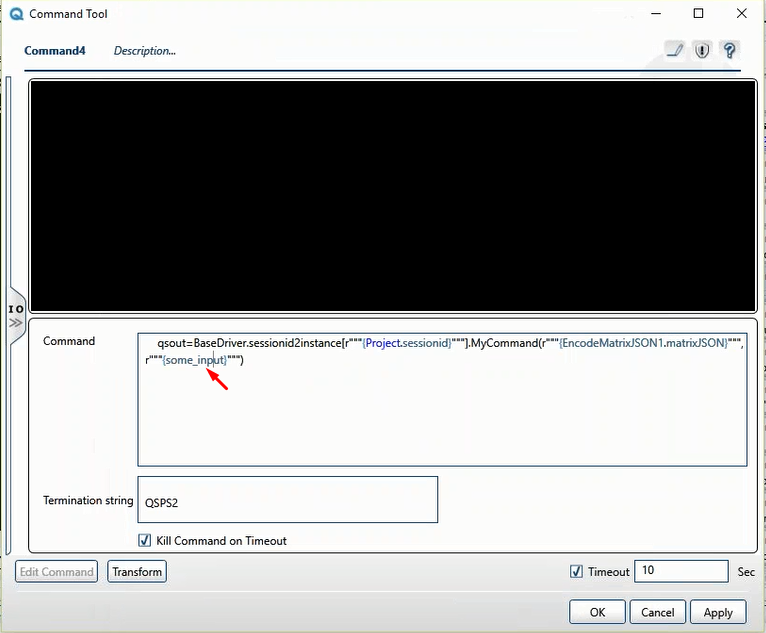 Command Tool
Command4 Description...
I O
Command
qsout=BaseDriver.sessionid2instance[r"""{Project.sessionid}"""].MyCommand(r"""{EncodeMatrixJSON1.matrixJSON}""",
r"""{some_input}""")
Termination string
QSPS2
Kill Command on Timeout
Edit Command
Transform
Timeout
10
Sec
OK
Cancel
Apply